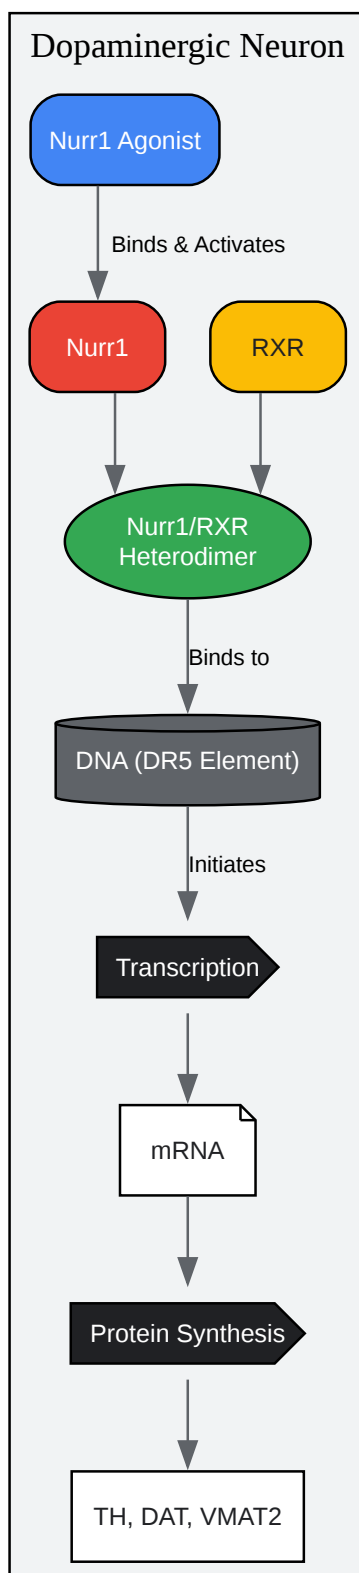 Dopaminergic Neuron
Nurr1 Agonist
Binds & Activates
Nurr1
RXR
Nurr1/RXR
Heterodimer
Binds to
DNA (DR5 Element)
Initiates
Transcription
mRNA
Protein Synthesis
TH, DAT, VMAT2